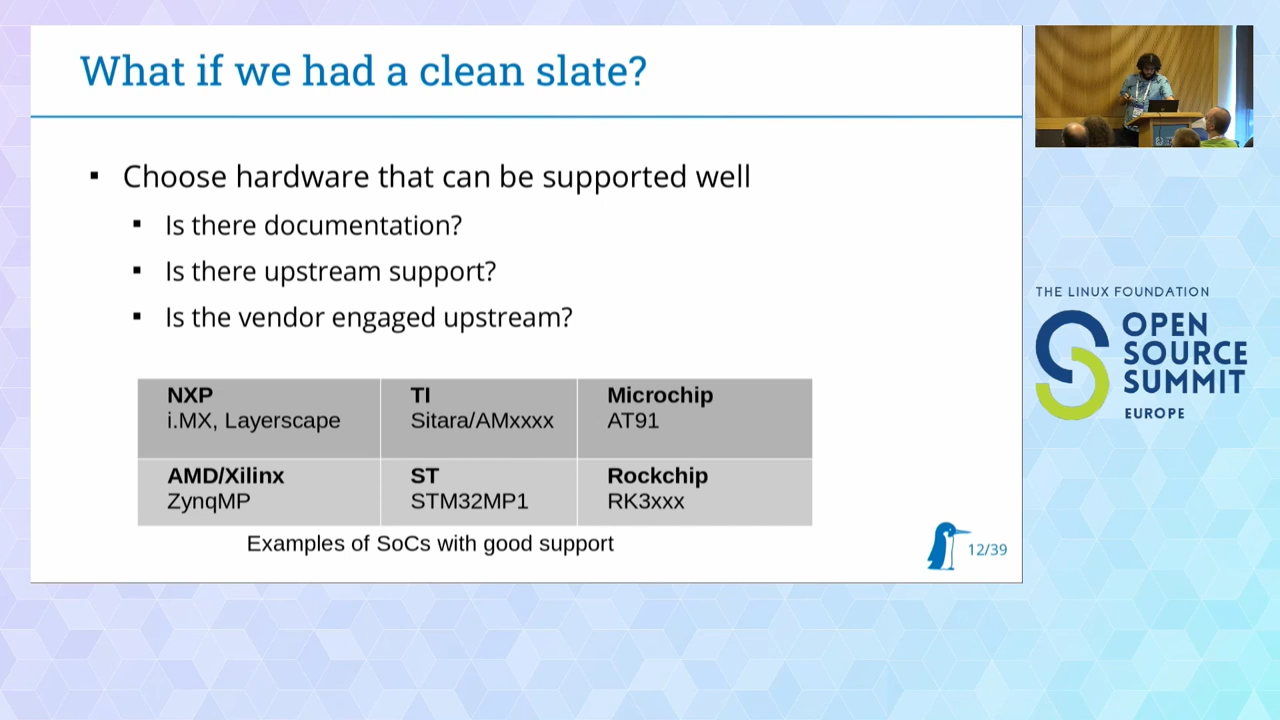 What if we had a clean slate?
Choose hardware that can be supported well
Is there documentation?
Is there upstream support?
Is the vendor engaged upstream?
NXP
i.MX, Layerscape
TI
Sitara/AMxxxx
Microchip
AT91
AMD/Xilinx
ZynqMP
ST
STM32MP1
Rockchip
RK3xxx
Examples of SoCs with good support
12/39
THE LINUX FOUNDATION
OPEN
SOURCE
SUMMIT
EUROPE